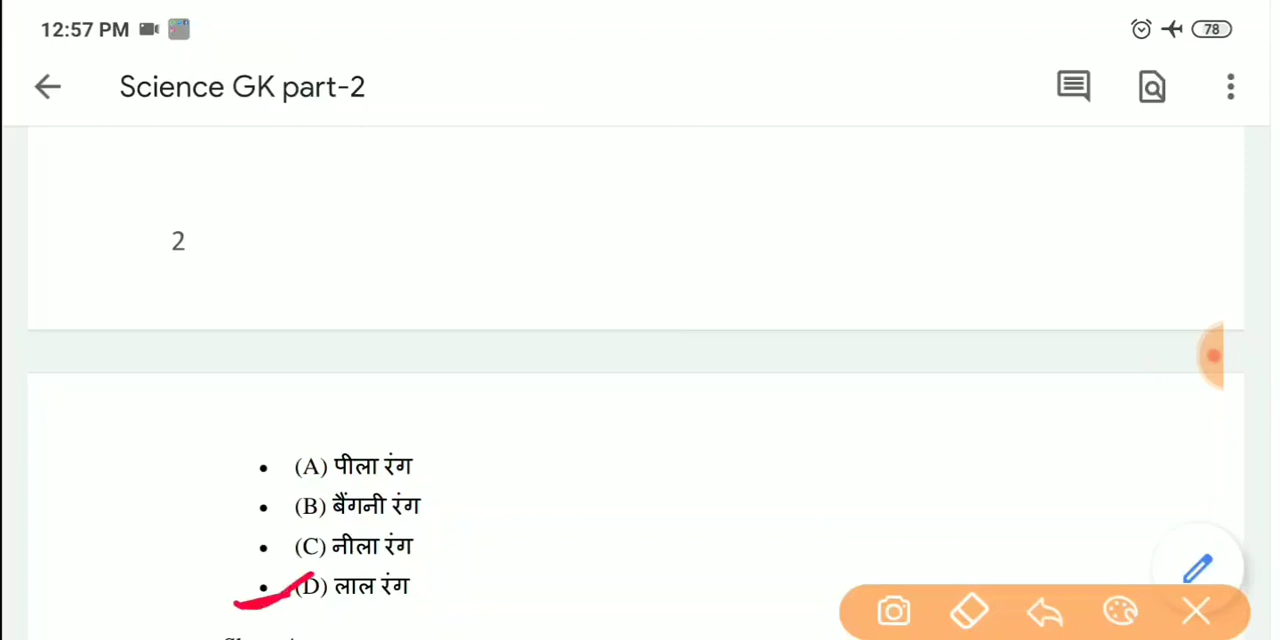 12:57 PM
78
Science GK part-2
2
(A) पीला रंग
(B) बैंगनी रंग
(C) नीला रंग
(D) लाल रंग